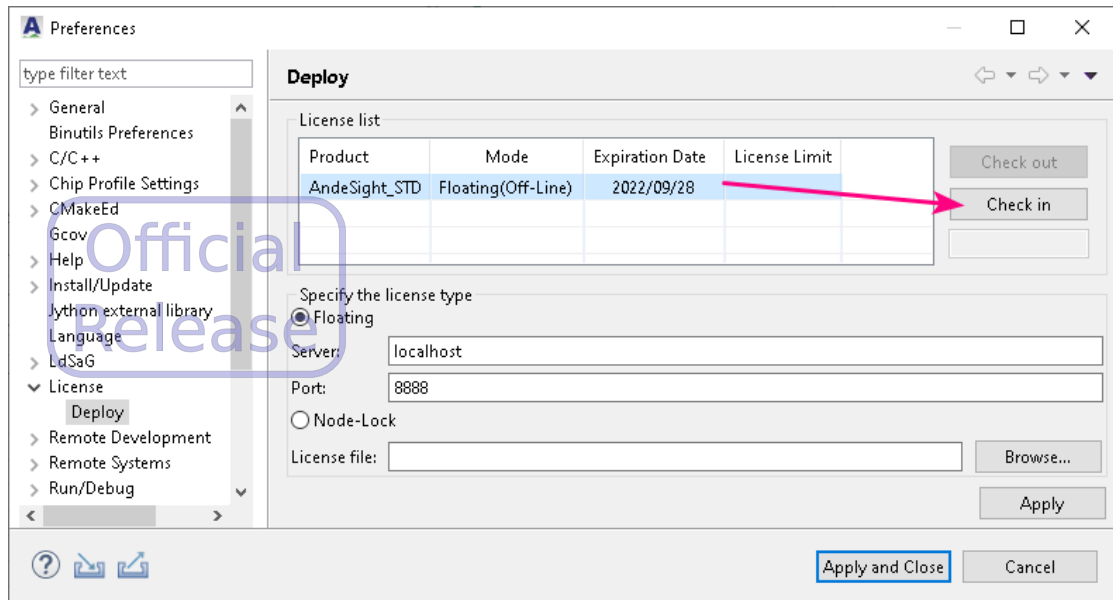 Preferences
type filter text
General
Binutils Preferences
C/C++
Chip Profile Settings
CMakeEd
Gcov
Help
Install/Update
Jython external library
Language
LdSaG
License
Deploy
Remote Development
Remote Systems
Run/Debug
Official
Release
Deploy
License list
Product Mode Expiration Date License Limit
AndeSight_STD Floating(Off-Line) 2022/09/28
Check out
Check in
Specify the license type
Floating
Server: localhost
Port: 8888
Node-Lock
License file:
Browse...
Apply
Apply and Close Cancel